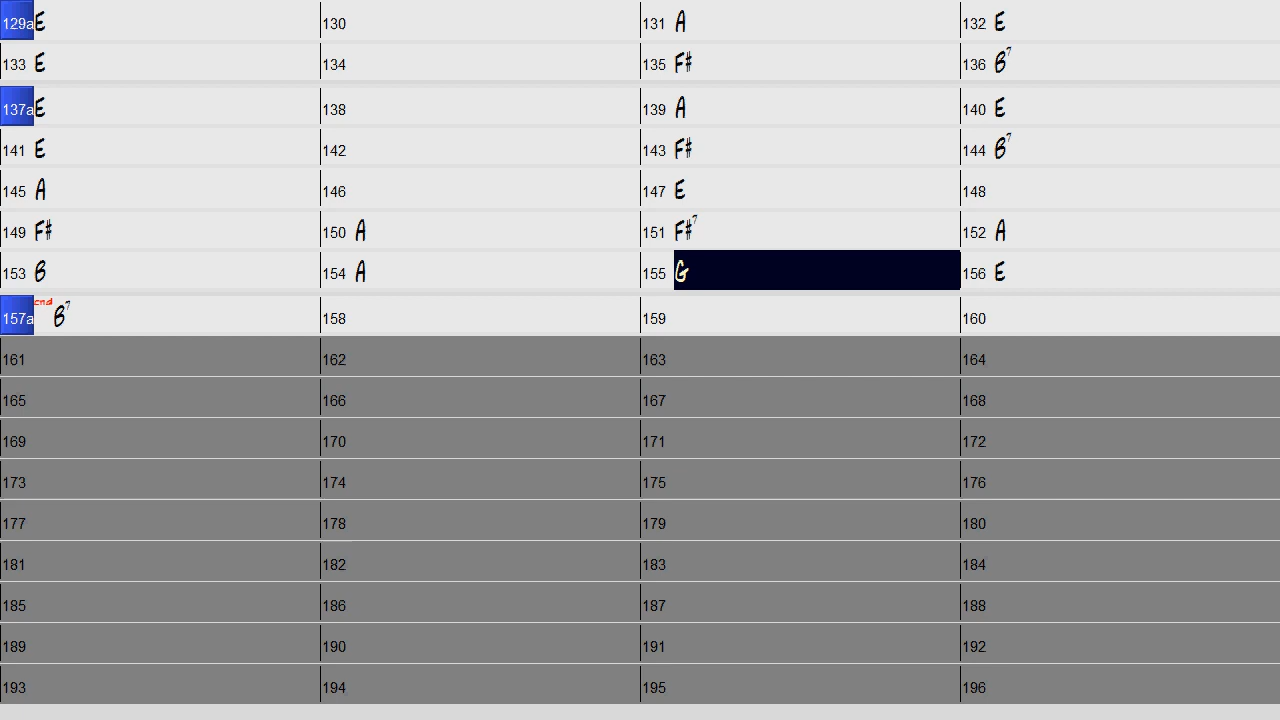 129a E 130 131 A 132 E
133 E 134 135 F# 136 B7
137a E 138 139 A 140 E
141 E 142 143 F# 144 B7
145 A 146 147 E 148
149 F# 150 A 151 F#7 152 A
153 B 154 A 155 G 156 E
157a end B7 158 159 160
161 162 163 164
165 166 167 168
169 170 171 172
173 174 175 176
177 178 179 180
181 182 183 184
185 186 187 188
189 190 191 192
193 194 195 196